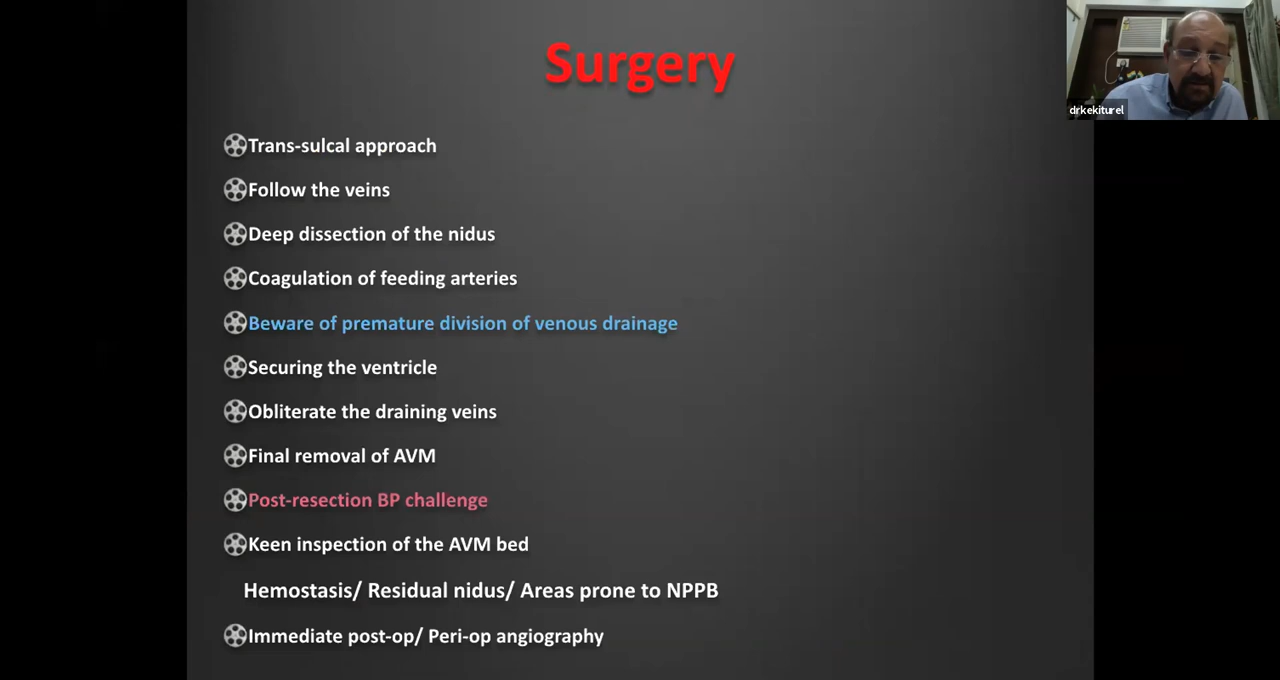 Surgery
drkekiturel
Trans-sulcal approach
Follow the veins
Deep dissection of the nidus
Coagulation of feeding arteries
Beware of premature division of venous drainage
Securing the ventricle
Obliterate the draining veins
Final removal of AVM
Post-resection BP challenge
Keen inspection of the AVM bed
Hemostasis/ Residual nidus/ Areas prone to NPPB
Immediate post-op/ Peri-op angiography